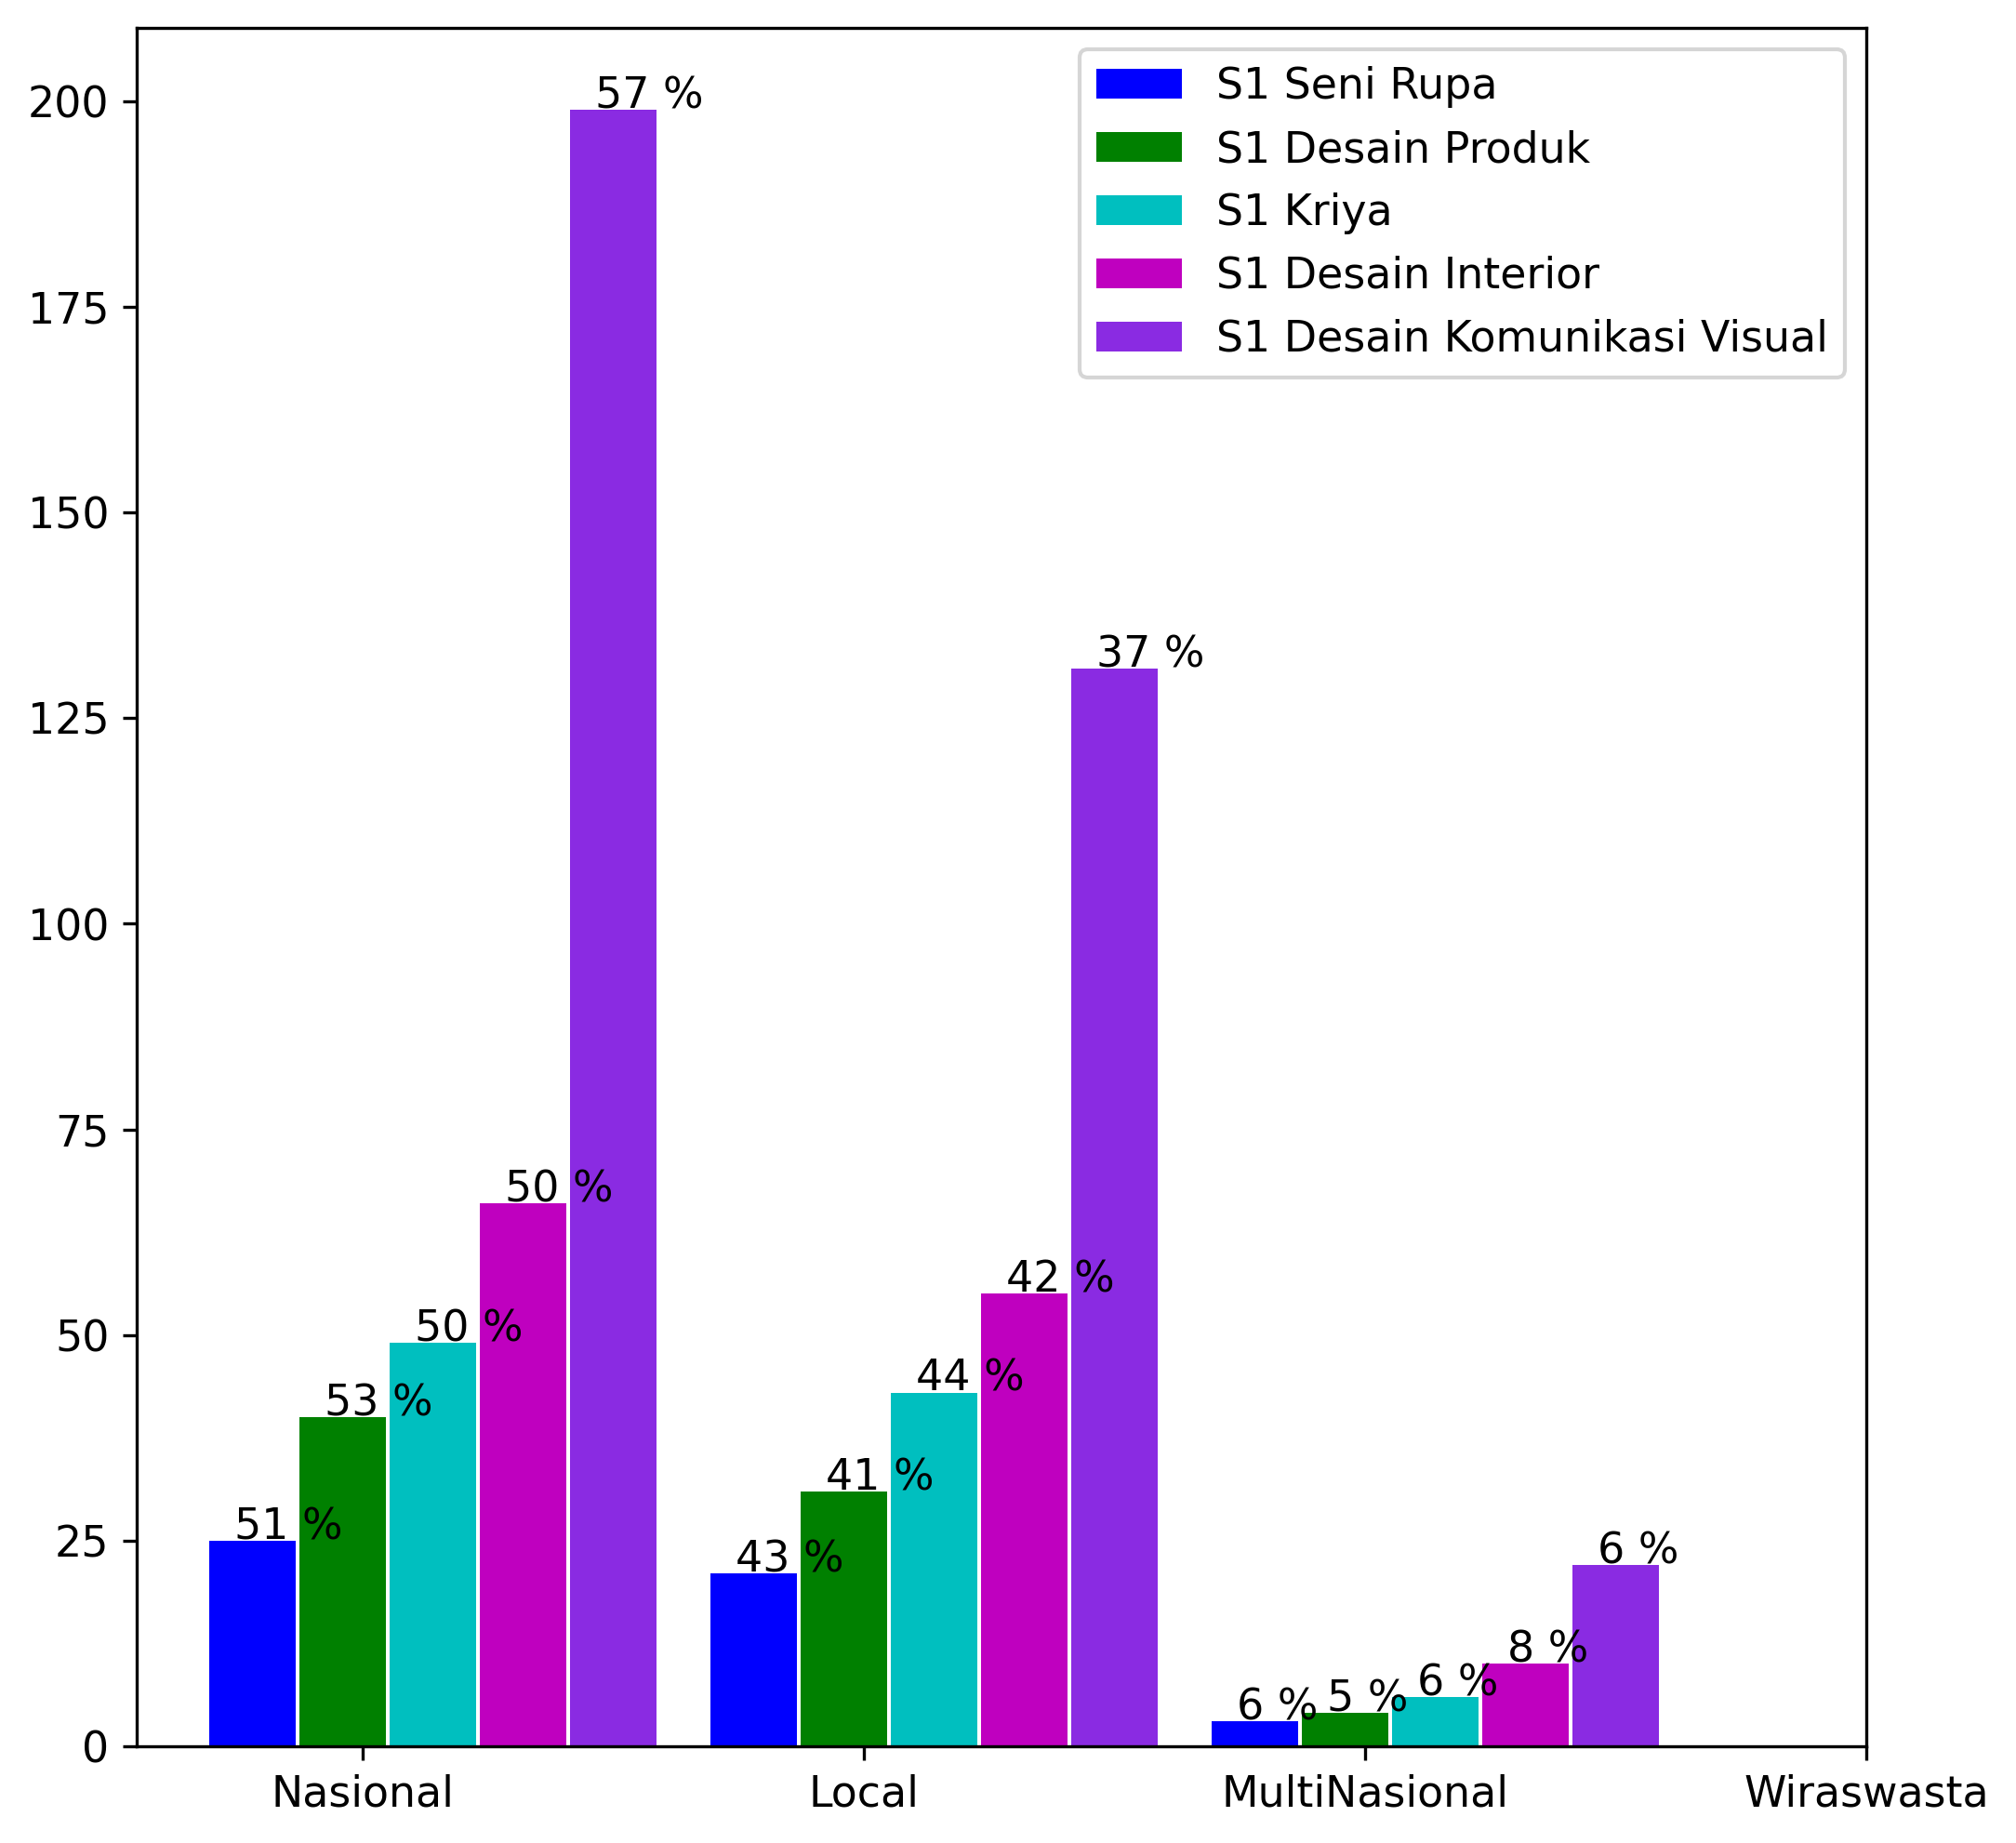 S1 Seni Rupa
S1 Desain Produk
S1 Kriya
S1 Desain Interior
S1 Desain Komunikasi Visual
200
175
150
125
100
75
50
25
0
51 %
53 %
50 %
50 %
57 %
43 %
41 %
44 %
42 %
37 %
6 %
5 %
6 %
8 %
6 %
Nasional
Local
MultiNasional
Wiraswasta